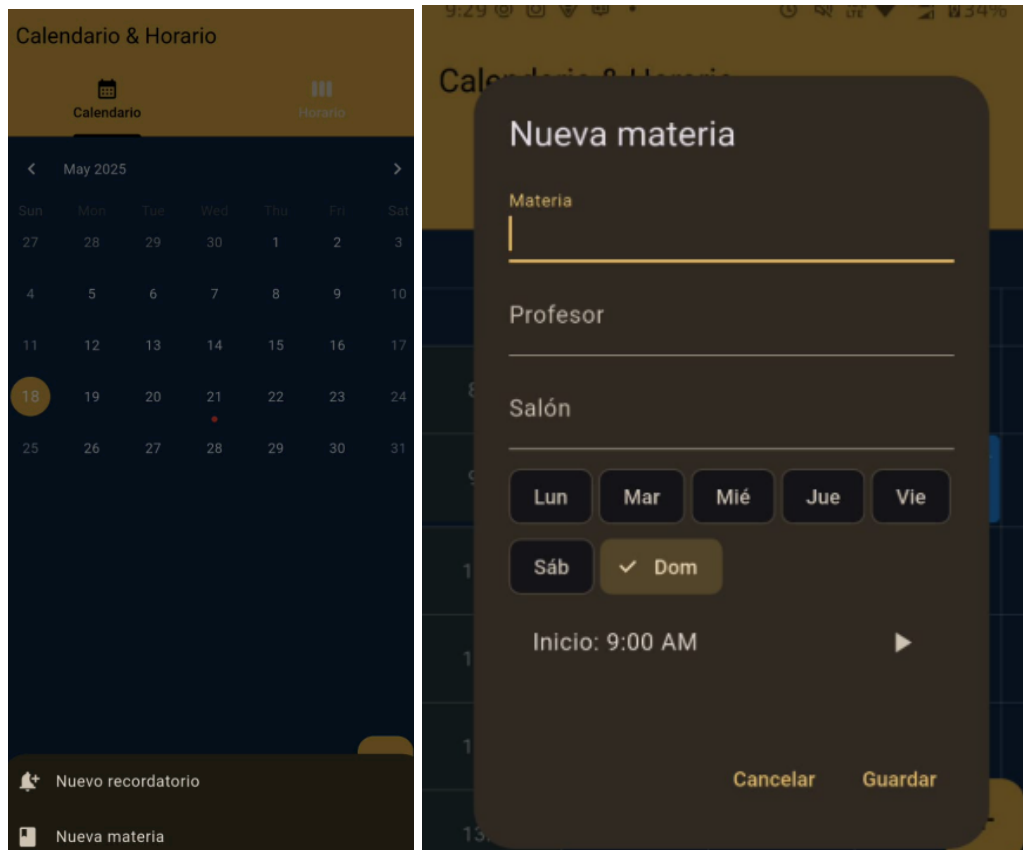 Calendario & Horario
Calendario Horario
May 2025
Sun Mon Tue Wed Thu Fri Sat
27 28 29 30 1 2 3
4 5 6 7 8 9 10
11 12 13 14 15 16 17
18 19 20 21 22 23 24
25 26 27 28 29 30 31
Nuevo recordatorio
Nueva materia
9:29 34%
Nueva materia
Materia
Profesor
Salón
Lun Mar Mié Jue Vie
Sáb Dom
Inicio: 9:00 AM
Cancelar Guardar